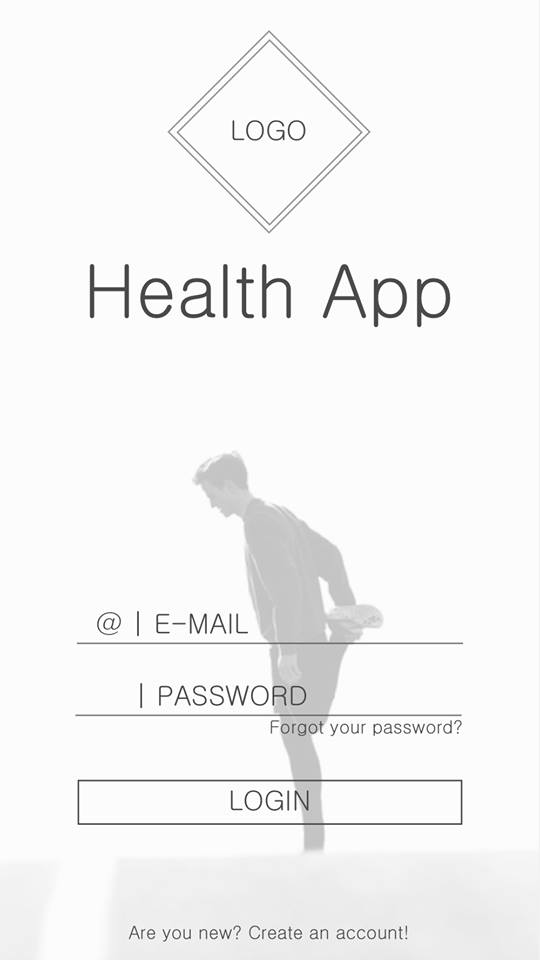 LOGO
Health App
@ | E-MAIL
| PASSWORD
Forgot your password?
LOGIN
Are you new? Create an account!